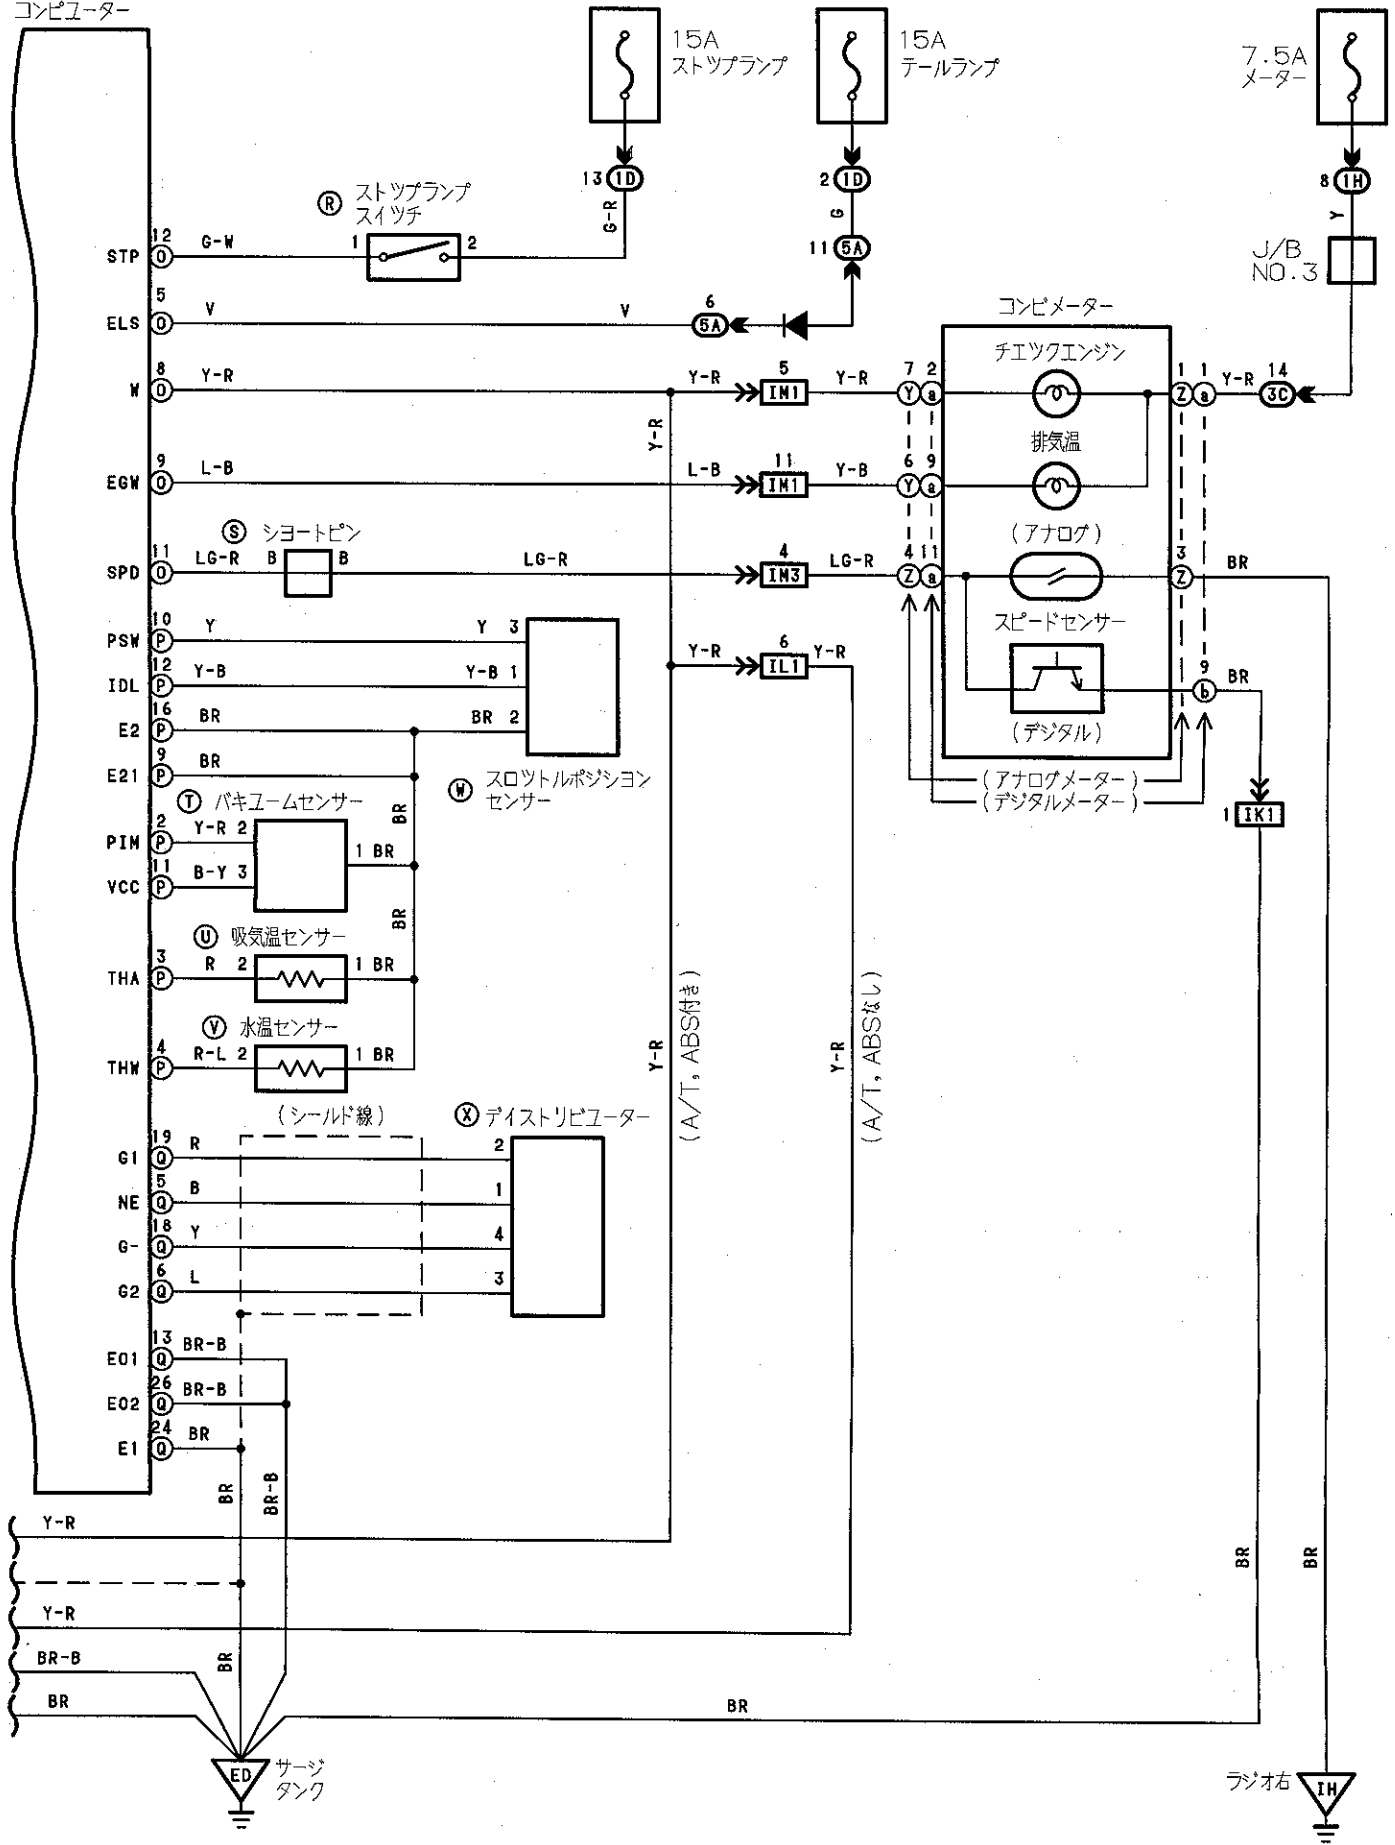 コンピューター
15A
ストップランプ
15A
テールランプ
7.5A
メーター
13 1D
2 1D
8 1H
G-R
G
Y
11 5A
J/B
NO.3
R ストップランプ
スイッチ
STP 12 O G-W 1 2
ELS 5 O V V 6 5A
コンビメーター
チェックエンジン
W 8 O Y-R Y-R 5 IM1 Y-R 7 Y 2 a 1 Z 1 a Y-R 14 3C
Y-R
排気温
EGW 9 O L-B L-B 11 IM1 Y-B 6 Y 9 a
(アナログ)
S ショートピン
SPD 11 O LG-R B B LG-R 4 IM3 LG-R 4 Z 11 a 3 Z BR
スピードセンサー
PSW 10 P Y Y 3
Y-R 6 IL1 Y-R
IDL 12 P Y-B Y-B 1
9 b BR
E2 16 P BR BR 2
(デジタル)
E21 9 P BR
W スロットルポジション
センサー
(アナログメーター)
(デジタルメーター)
1 IK1
T バキュームセンサー
BR
PIM 2 P Y-R 2
1 BR
VCC 11 P B-Y 3
BR
U 吸気温センサー
THA 3 P R 2 1 BR
V 水温センサー
THW 4 P R-L 2 1 BR
Y-R
(A/T, ABS付き)
Y-R
(A/T, ABSなし)
(シールド線)
X ディストリビューター
G1 19 Q R 2
NE 5 Q B 1
G- 18 Q Y 4
G2 6 Q L 3
E01 13 Q BR-B
E02 26 Q BR-B
E1 24 Q BR
BR
BR-B
Y-R
BR
BR
Y-R
BR-B
BR
BR
BR
ED サージ
タンク
ラジオ右 IH